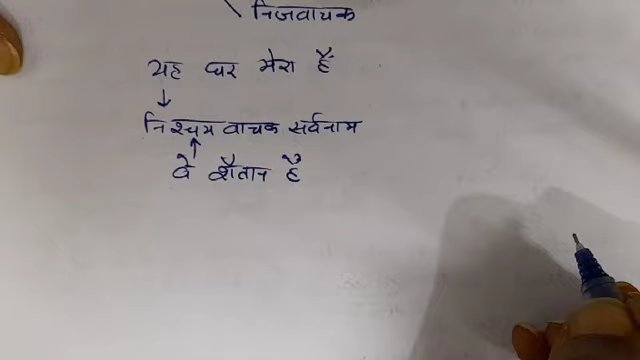 निजवाचक
यह घर मेरा हैं
↓
निश्चय वाचक सर्वनाम
↑
वे शैतान हैं